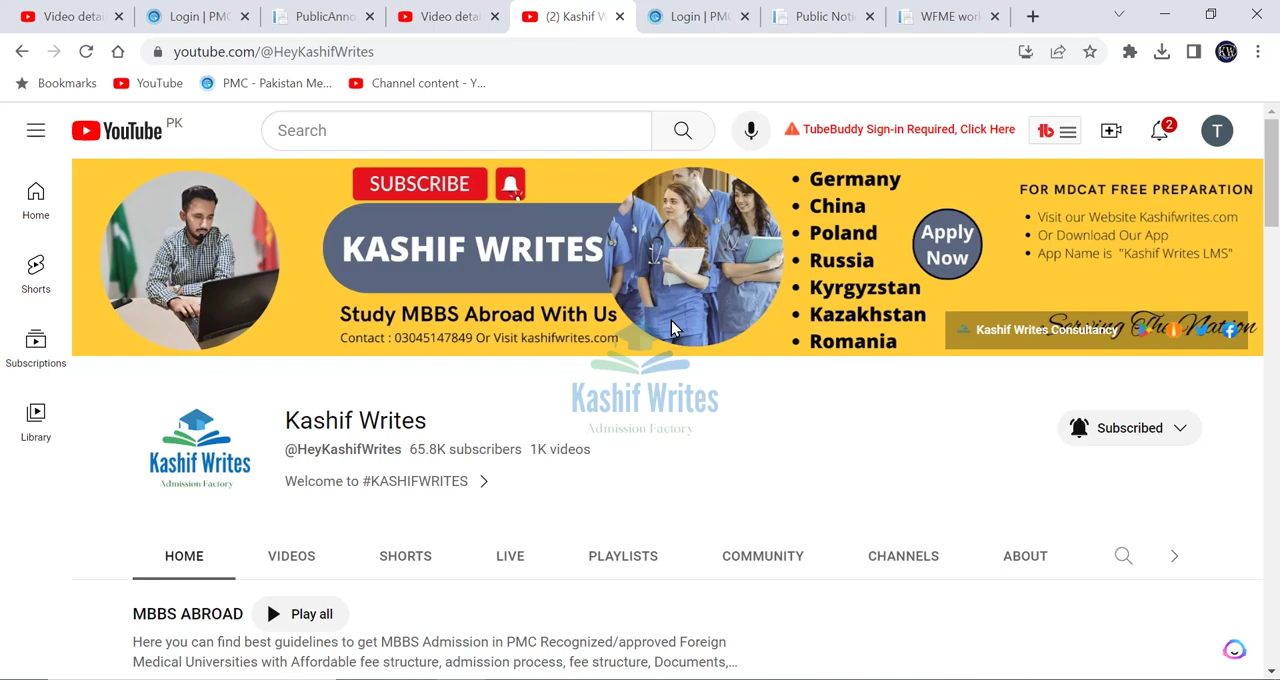 Video detai
Login | PMC
PublicAnno
Video detai
(2) Kashif W
Login | PMC
Public Noti
WFME wor
youtube.com/@HeyKashifWrites
KW
Bookmarks
YouTube
PMC - Pakistan Me...
Channel content - Y...
YouTube PK
Search
TubeBuddy Sign-in Required, Click Here
tb
2
T
Home
Shorts
Subscriptions
Library
SUBSCRIBE
KASHIF WRITES
Study MBBS Abroad With Us
Contact : 03045147849 Or Visit kashifwrites.com
• Germany
• China
• Poland
• Russia
• Kyrgyzstan
• Kazakhstan
• Romania
Apply
Now
FOR MDCAT FREE PREPARATION
• Visit our Website Kashifwrites.com
• Or Download Our App
• App Name is "Kashif Writes LMS"
Serving The Nation
Kashif Writes Consultancy
Kashif Writes
Admission Factory
Kashif Writes
Admission Factory
Kashif Writes
@HeyKashifWrites 65.8K subscribers 1K videos
Welcome to #KASHIFWRITES
Subscribed
HOME
VIDEOS
SHORTS
LIVE
PLAYLISTS
COMMUNITY
CHANNELS
ABOUT
MBBS ABROAD
Play all
Here you can find best guidelines to get MBBS Admission in PMC Recognized/approved Foreign
Medical Universities with Affordable fee structure, admission process, fee structure, Documents,...